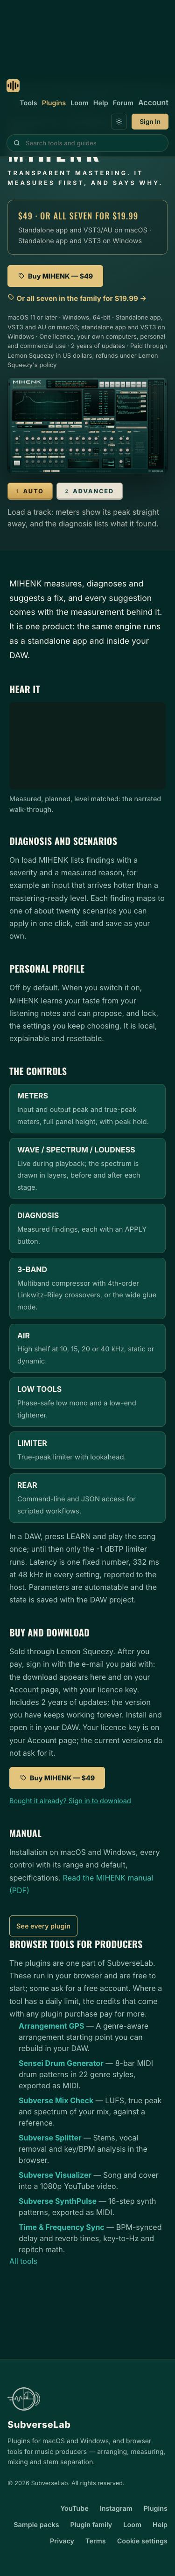 Tools Plugins Loom Help Forum Account
Sign In
Search tools and guides
MIHENK
TRANSPARENT MASTERING. IT
MEASURES FIRST, AND SAYS WHY.
$49 · OR ALL SEVEN FOR $19.99
Standalone app and VST3/AU on macOS ·
Standalone app and VST3 on Windows
Buy MIHENK — $49
Or all seven in the family for $19.99 →
macOS 11 or later · Windows, 64-bit · Standalone app,
VST3 and AU on macOS; standalone app and VST3 on
Windows · One licence, your own computers, personal
and commercial use · 2 years of updates · Paid through
Lemon Squeezy in US dollars; refunds under Lemon
Squeezy's policy
MIHENK
1 AUTO
2 ADVANCED
Load a track: meters show its peaks straight
away, and the diagnosis lists what it found.
MIHENK measures, diagnoses and
suggests a fix, and every suggestion
comes with the measurement behind it.
It is one product: the same engine runs
as a standalone app and inside your
DAW.
HEAR IT
Measured, planned, level matched: the narrated
walk-through.
DIAGNOSIS AND SCENARIOS
On load MIHENK lists findings with a
severity and a measured reason, for
example an input that arrives hotter than a
mastering-ready level. Each finding maps to
one of about twenty scenarios you can
apply in one click, edit and save as your
own.
PERSONAL PROFILE
Off by default. When you switch it on,
MIHENK learns your taste from your
listening notes and can propose, and lock,
the settings you keep choosing. It is local,
explainable and resettable.
THE CONTROLS
METERS
Input and output peak and true-peak
meters, full panel height, with peak hold.
WAVE / SPECTRUM / LOUDNESS
Live during playback; the spectrum is
drawn in layers, before and after each
stage.
DIAGNOSIS
Measured findings, each with an APPLY
button.
3-BAND
Multiband compressor with 4th-order
Linkwitz-Riley crossovers, or the wide glue
mode.
AIR
High shelf at 10, 15, 20 or 40 kHz, static or
dynamic.
LOW TOOLS
Phase-safe low mono and a low-end
tightener.
LIMITER
True-peak limiter with lookahead.
REAR
Command-line and JSON access for
scripted workflows.
In a DAW, press LEARN and play the song
once; until then only the -1 dBTP limiter
runs. Latency is one fixed number, 332 ms
at 48 kHz in every setting, reported to the
host. Parameters are automatable and the
state is saved with the DAW project.
BUY AND DOWNLOAD
Sold through Lemon Squeezy. After you
pay, sign in with the e-mail you paid with:
the download appears here and on your
Account page, with your licence key.
Includes 2 years of updates; the version
you have keeps working forever. Install and
open it in your DAW. Your licence key is on
your Account page; the current versions do
not ask for it.
Buy MIHENK — $49
Bought it already? Sign in to download
MANUAL
Installation on macOS and Windows, every
control with its range and default,
specifications. Read the MIHENK manual
(PDF)
See every plugin
BROWSER TOOLS FOR PRODUCERS
The plugins are one part of SubverseLab.
These run in your browser and are free to
start; some ask for a free account. Where a
tool has a daily limit, the credits that come
with any plugin purchase pay for more.
Arrangement GPS — A genre-aware
arrangement starting point you can
rebuild in your DAW.
Sensei Drum Generator — 8-bar MIDI
drum patterns in 22 genre styles,
exported as MIDI.
Subverse Mix Check — LUFS, true peak
and spectrum of your mix, against a
reference.
Subverse Splitter — Stems, vocal
removal and key/BPM analysis in the
browser.
Subverse Visualizer — Song and cover
into a 1080p YouTube video.
Subverse SynthPulse — 16-step synth
patterns, exported as MIDI.
Time & Frequency Sync — BPM-synced
delay and reverb times, key-to-Hz and
repitch math.
All tools
SubverseLab
Plugins for macOS and Windows, and browser
tools for music producers — arranging, measuring,
mixing and stem separation.
© 2026 SubverseLab. All rights reserved.
YouTube Instagram Plugins
Sample packs Plugin family Loom Help
Privacy Terms Cookie settings